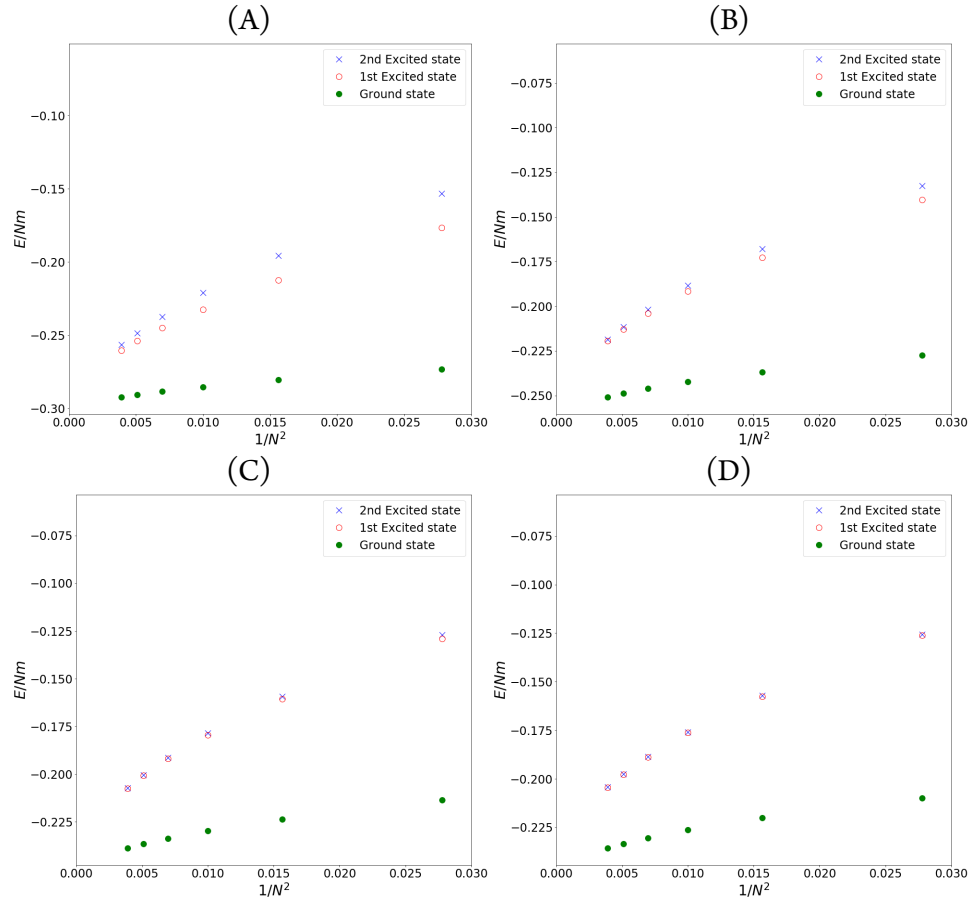 (A)
2nd Excited state
1st Excited state
Ground state
−0.10
−0.15
−0.20
−0.25
−0.30
E/Nm
0.000 0.005 0.010 0.015 0.020 0.025 0.030
1/N²
(B)
2nd Excited state
1st Excited state
Ground state
−0.075
−0.100
−0.125
−0.150
−0.175
−0.200
−0.225
−0.250
E/Nm
0.000 0.005 0.010 0.015 0.020 0.025 0.030
1/N²
(C)
2nd Excited state
1st Excited state
Ground state
−0.075
−0.100
−0.125
−0.150
−0.175
−0.200
−0.225
E/Nm
0.000 0.005 0.010 0.015 0.020 0.025 0.030
1/N²
(D)
2nd Excited state
1st Excited state
Ground state
−0.075
−0.100
−0.125
−0.150
−0.175
−0.200
−0.225
E/Nm
0.000 0.005 0.010 0.015 0.020 0.025 0.030
1/N²